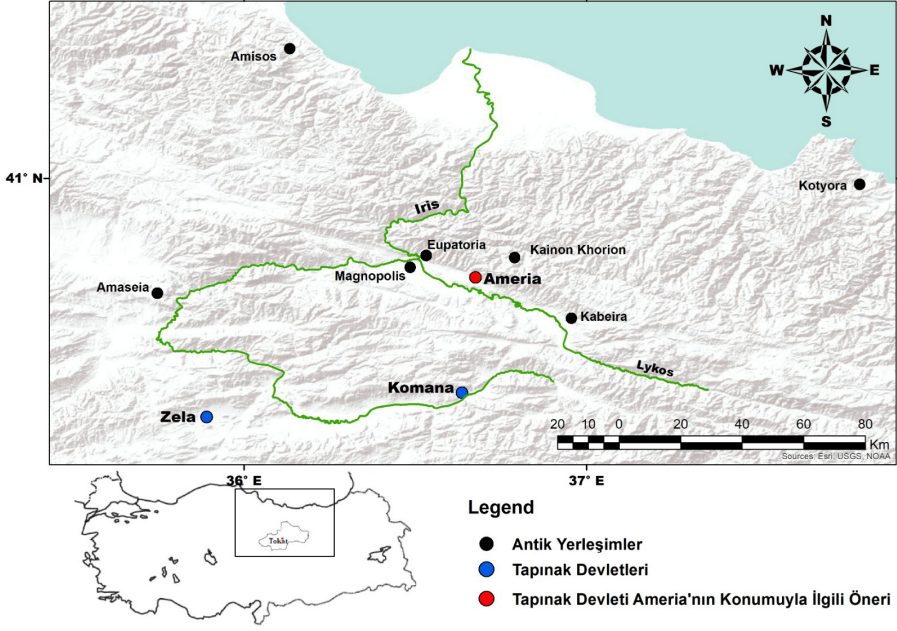 N
W E
S
Amisos
41° N
Kotyora
Iris
Eupatoria
Kainon Khorion
Magnopolis
Ameria
Amaseia
Kabeira
Lykos
Komana
Zela
20 10 0 20 40 60 80
Km
Sources: Esri, USGS, NOAA
36° E 37° E
Tokat
Legend
Antik Yerleşimler
Tapınak Devletleri
Tapınak Devleti Ameria'nın Konumuyla İlgili Öneri